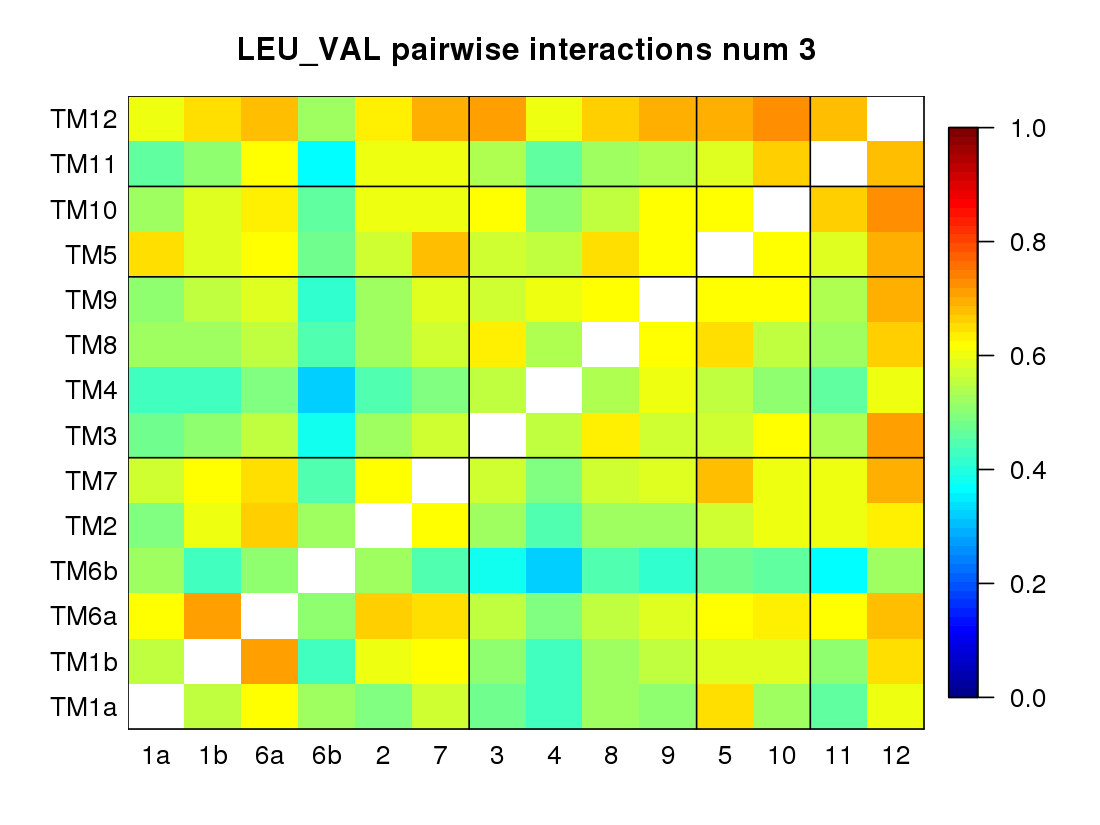 LEU_VAL pairwise interactions num 3
TM12
TM11
TM10
TM5
TM9
TM8
TM4
TM3
TM7
TM2
TM6b
TM6a
TM1b
TM1a
1a 1b 6a 6b 2 7 3 4 8 9 5 10 11 12
1.0
0.8
0.6
0.4
0.2
0.0